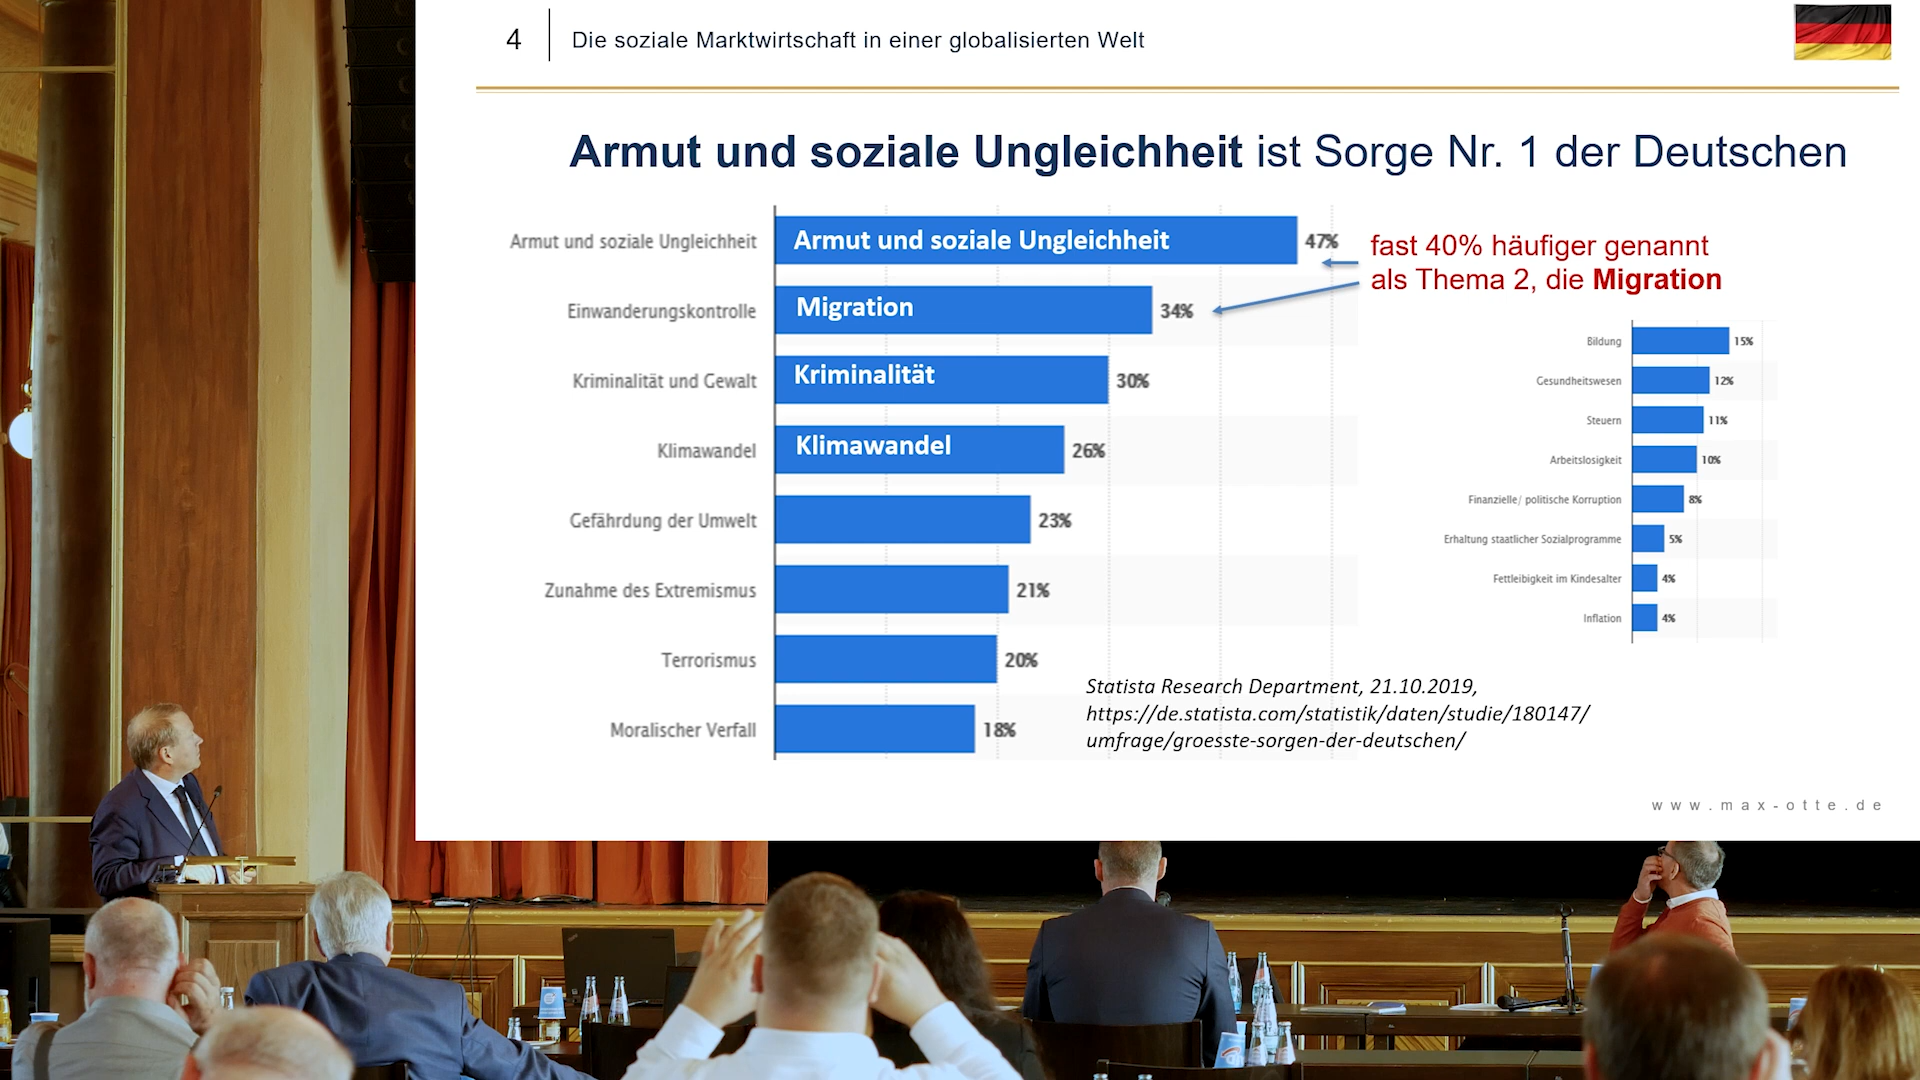 4
Die soziale Marktwirtschaft in einer globalisierten Welt
Armut und soziale Ungleichheit ist Sorge Nr. 1 der Deutschen
Armut und soziale Ungleichheit Armut und soziale Ungleichheit 47%
Einwanderungskontrolle Migration 34%
Kriminalität und Gewalt Kriminalität 30%
Klimawandel Klimawandel 26%
Gefährdung der Umwelt 23%
Zunahme des Extremismus 21%
Terrorismus 20%
Moralischer Verfall 18%
fast 40% häufiger genannt
als Thema 2, die Migration
Bildung 15%
Gesundheitswesen 12%
Steuern 11%
Arbeitslosigkeit 10%
Finanzielle/ politische Korruption 8%
Erhaltung staatlicher Sozialprogramme 5%
Fettleibigkeit im Kindesalter 4%
Inflation 4%
Statista Research Department, 21.10.2019,
https://de.statista.com/statistik/daten/studie/180147/
umfrage/groesste-sorgen-der-deutschen/
www.max-otte.de